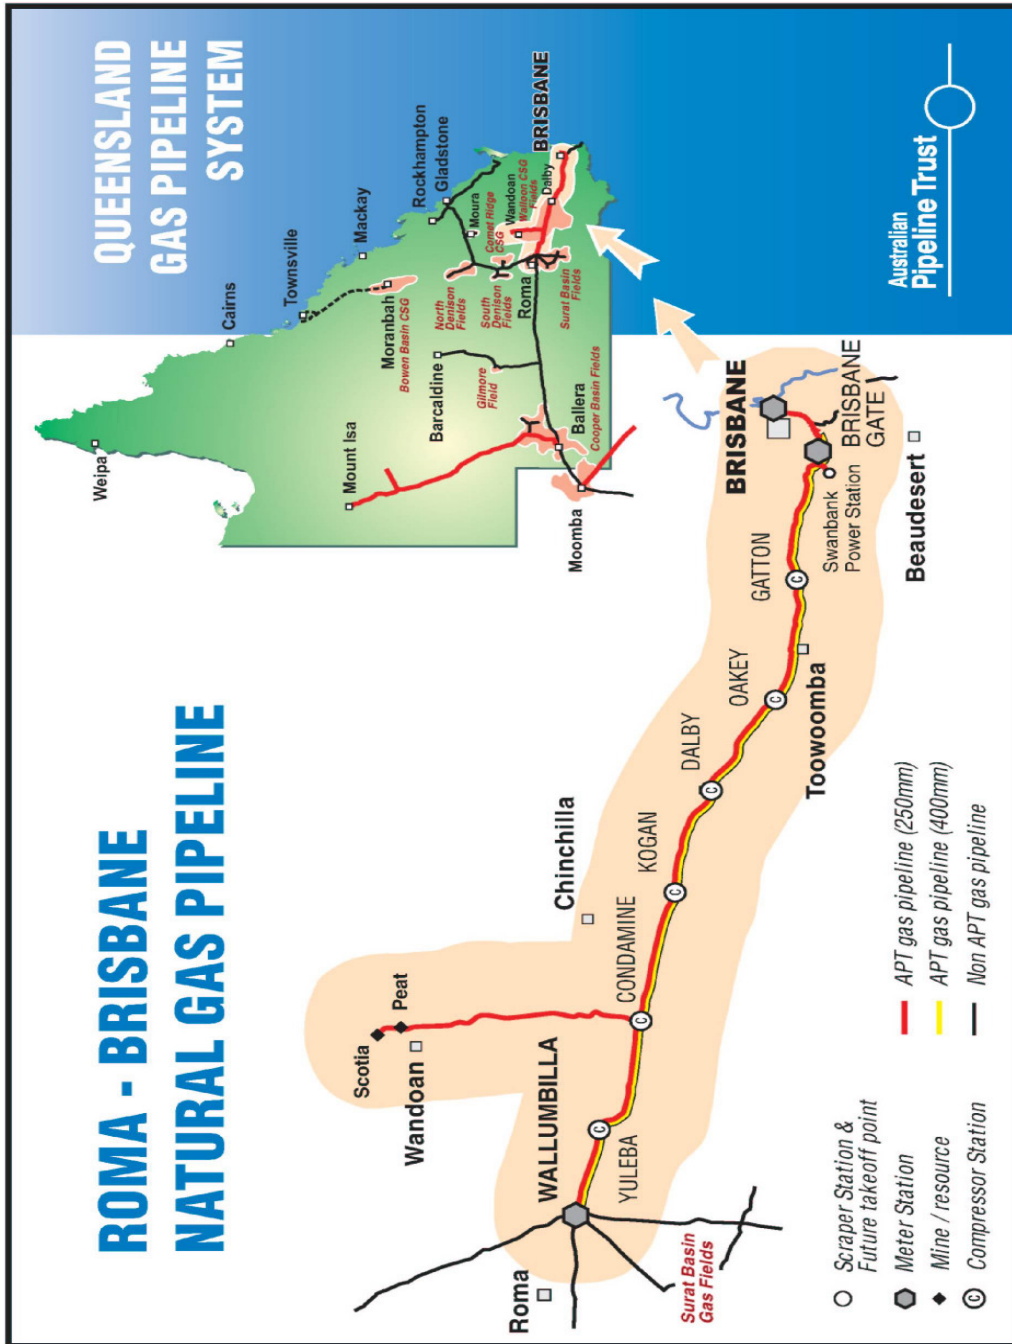 ROMA - BRISBANE
NATURAL GAS PIPELINE
QUEENSLAND
GAS PIPELINE
SYSTEM
Weipa
Cairns
Townsville
Mackay
Rockhampton
Gladstone
Mount Isa
Barcaldine
Moranbah
Bowen Basin CSG
Gilmore
Field
North
Denison
Fields
South
Denison
Fields
Moura
Comet Ridge
CSG
Wandoan
Walloon CSG
Fields
Roma
Dalby
BRISBANE
Surat Basin
Fields
Ballera
Cooper Basin Fields
Moomba
Australian
Pipeline Trust
Scotia
Peat
Wandoan
Chinchilla
Roma
WALLUMBILLA
YULEBA
CONDAMINE
KOGAN
DALBY
OAKEY
GATTON
BRISBANE
BRISBANE
GATE
Swanbank
Power Station
Toowoomba
Beaudesert
Surat Basin
Gas Fields
Scraper Station &
Future takeoff point
Meter Station
Mine / resource
C Compressor Station
APT gas pipeline (250mm)
APT gas pipeline (400mm)
Non APT gas pipeline
C
C
C
C
C
C